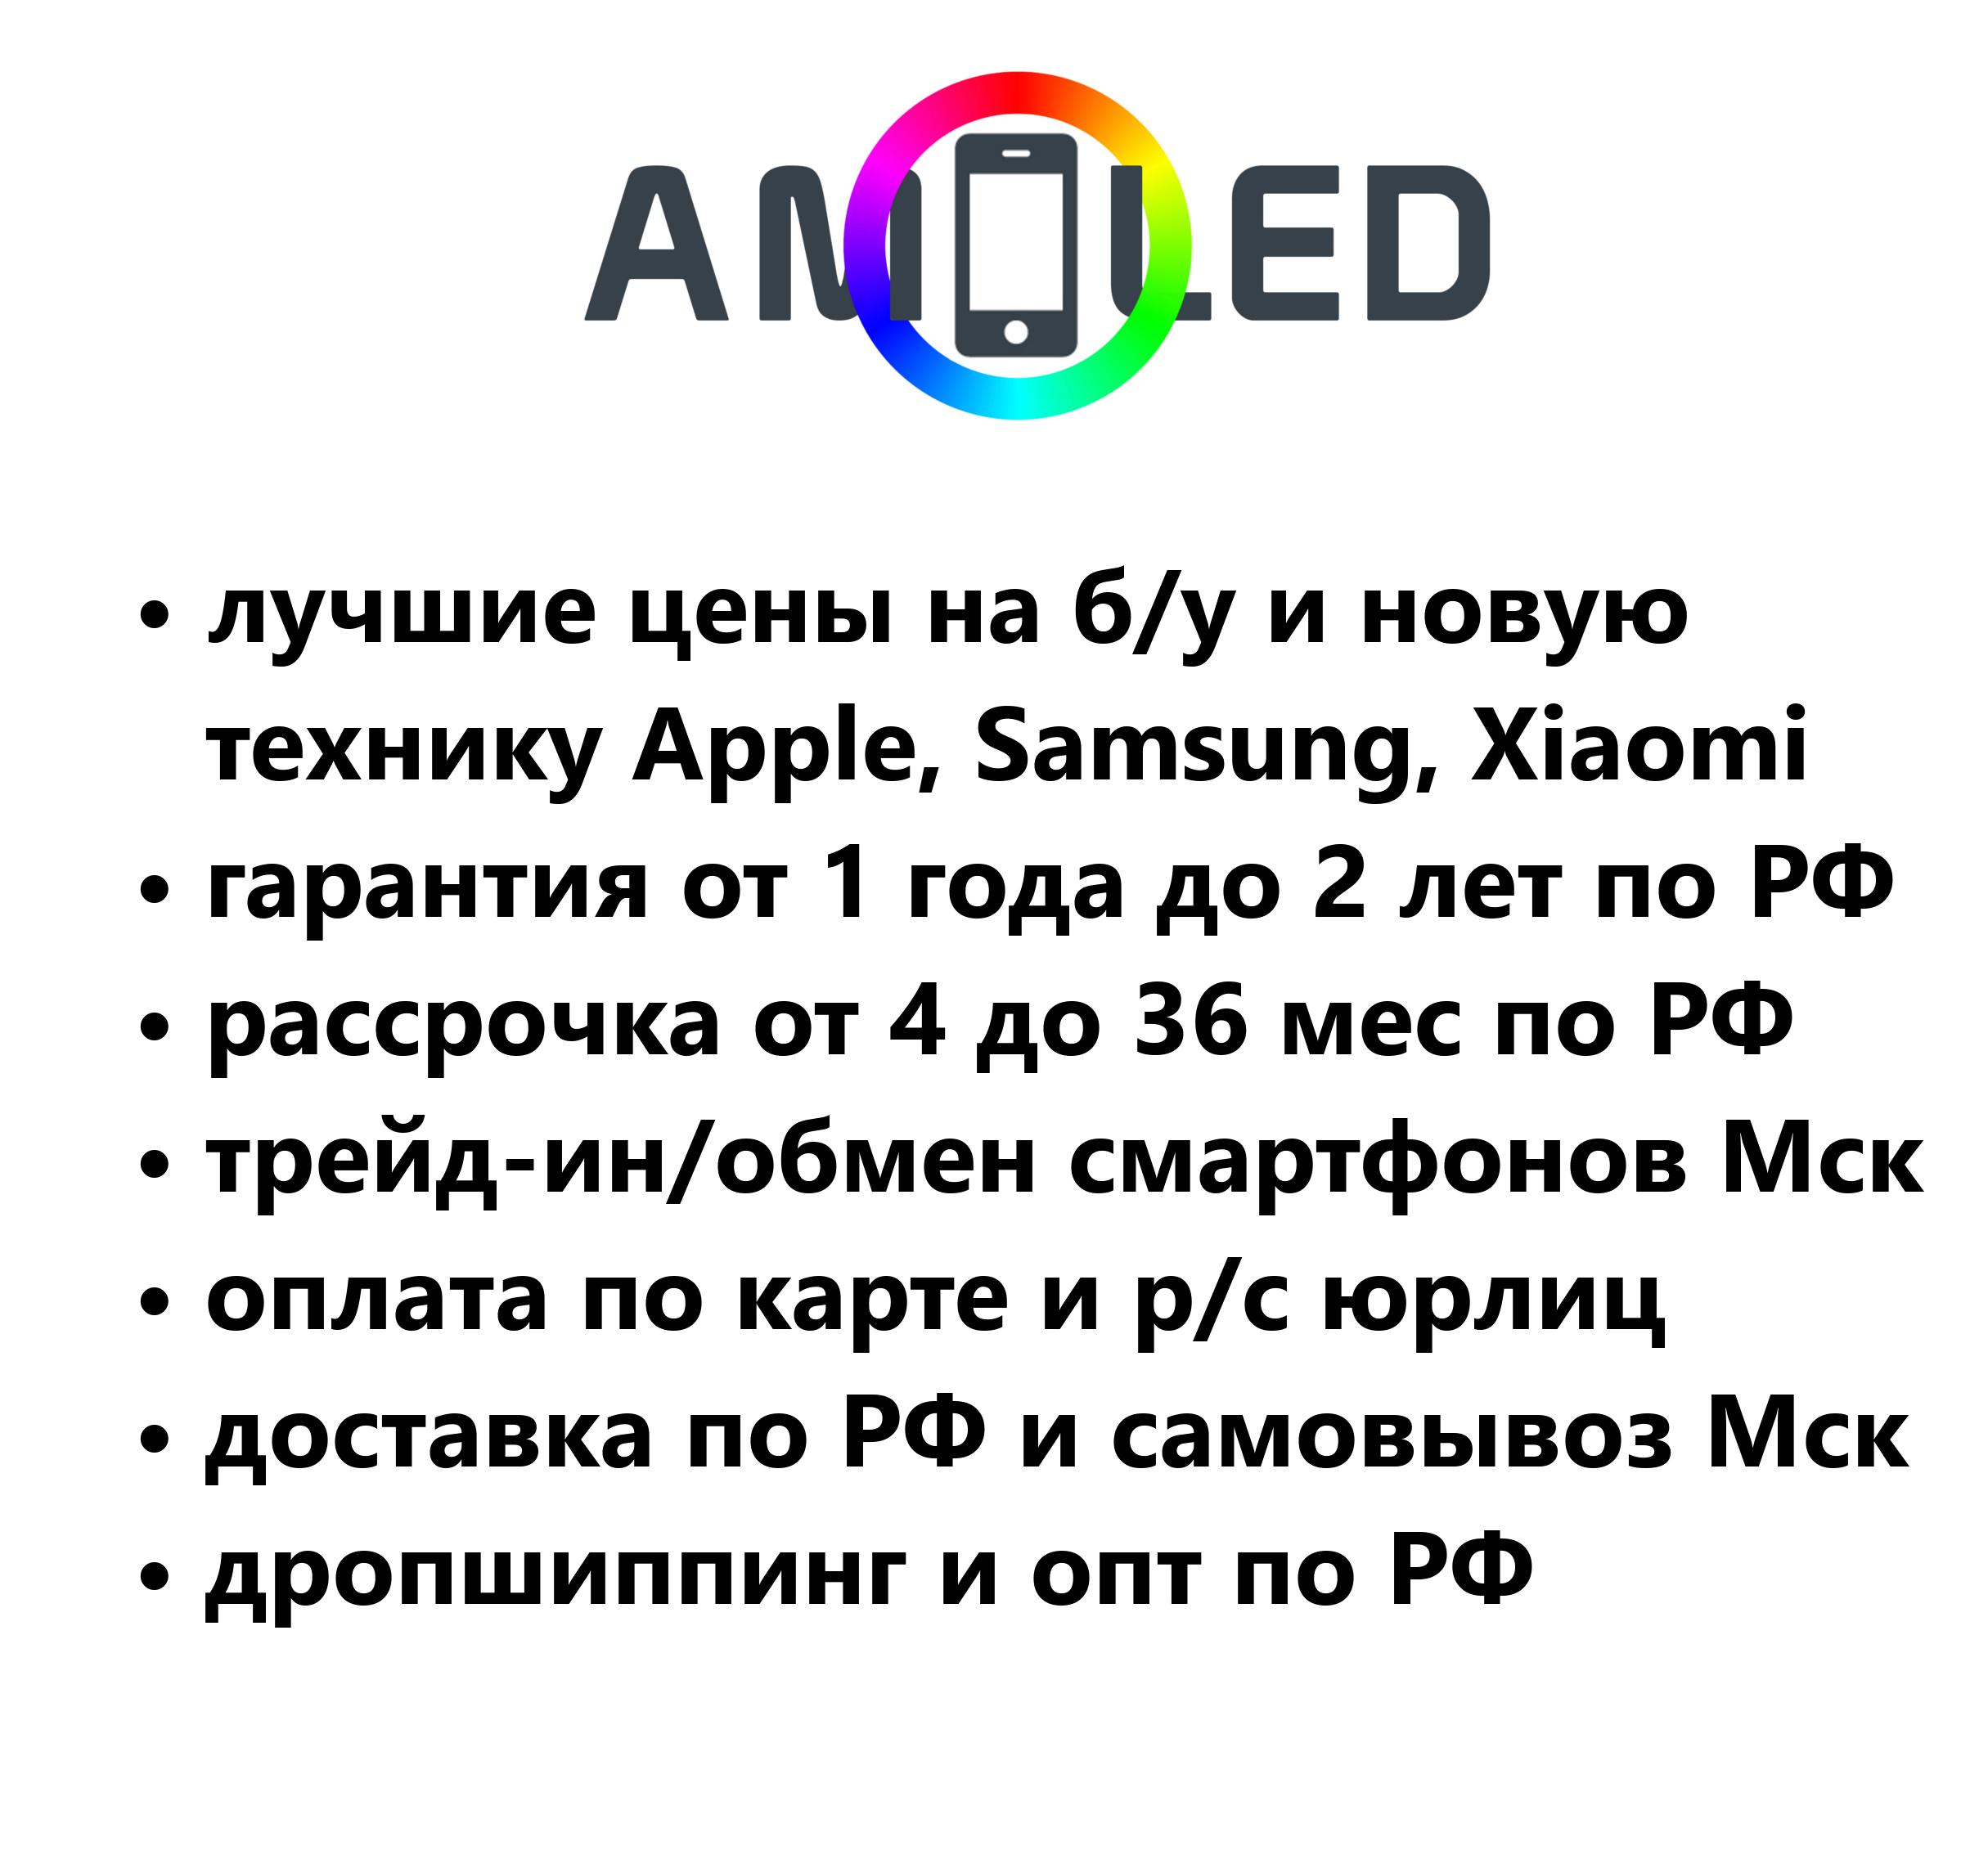 AMOLED
• лучшие цены на б/у и новую
технику Apple, Samsung, Xiaomi
• гарантия от 1 года до 2 лет по РФ
• рассрочка от 4 до 36 мес по РФ
• трейд-ин/обмен смартфонов Мск
• оплата по карте и р/с юрлиц
• доставка по РФ и самовывоз Мск
• дропшиппинг и опт по РФ